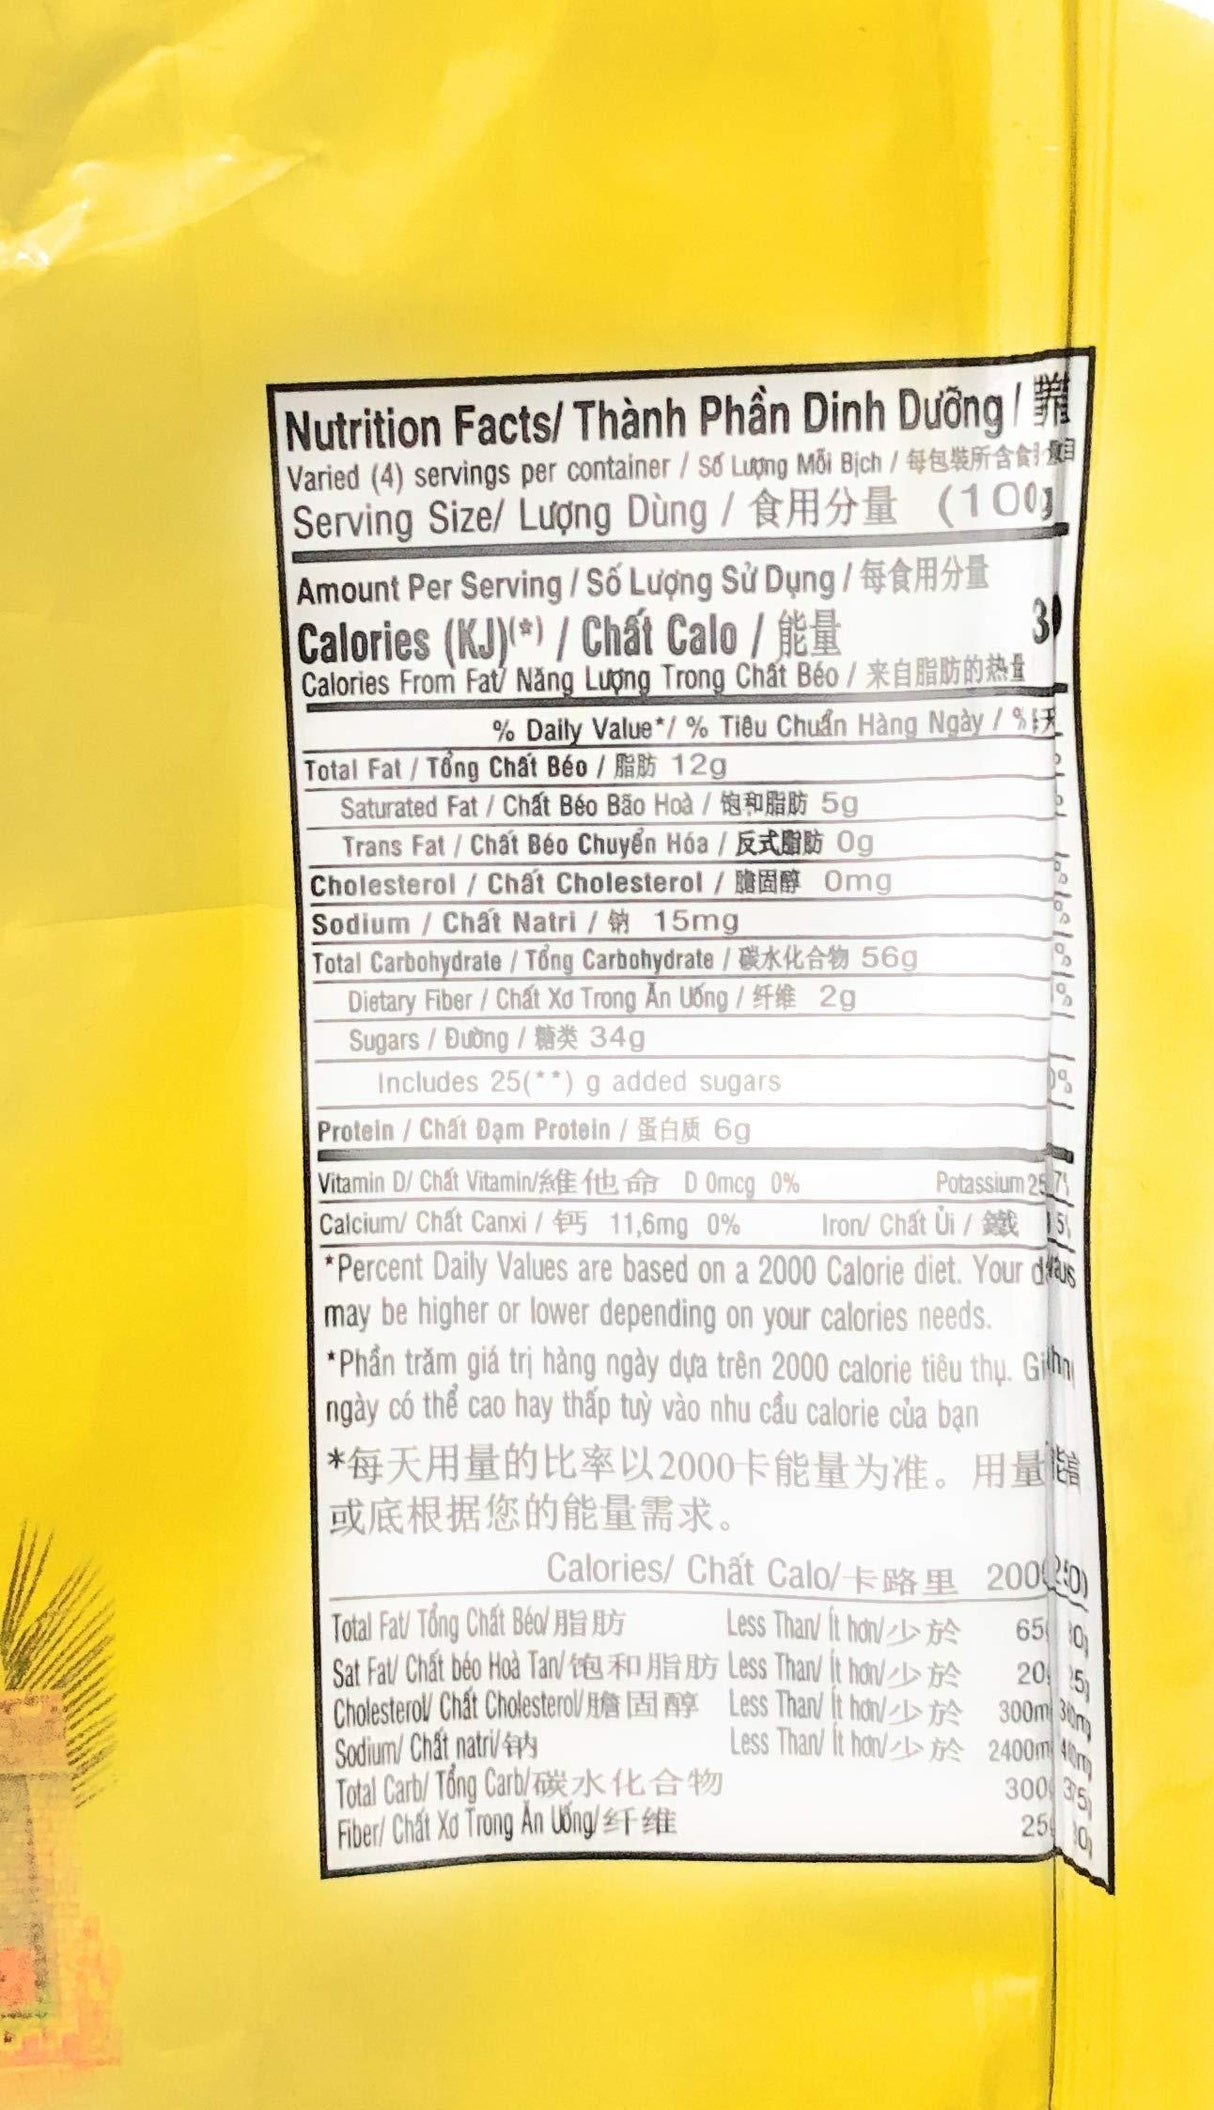 Nutrition Facts/ Thành Phần Dinh Dưỡng /
Varied (4) servings per container / Số Lượng Mỗi Bịch / 每包裝所含食
Serving Size/ Lượng Dùng / 食用分量 (100g
Amount Per Serving / Số Lượng Sử Dụng / 每食用分量
Calories (KJ)(*) / Chất Calo / 能量
Calories From Fat/ Năng Lượng Trong Chất Béo / 来自脂肪的热量
% Daily Value*/ % Tiêu Chuẩn Hàng Ngày / %
Total Fat / Tổng Chất Béo / 脂肪 12g
Saturated Fat / Chất Béo Bão Hoà / 饱和脂肪 5g
Trans Fat / Chất Béo Chuyển Hóa / 反式脂肪 0g
Cholesterol / Chất Cholesterol / 膽固醇 0mg
Sodium / Chất Natri / 钠 15mg
Total Carbohydrate / Tổng Carbohydrate / 碳水化合物 56g
Dietary Fiber / Chất Xơ Trong Ăn Uống / 纤维 2g
Sugars / Đường / 糖类 34g
Includes 25(**) g added sugars
Protein / Chất Đạm Protein / 蛋白质 6g
Vitamin D/ Chất Vitamin/維他命 D 0mcg 0% Potassium
Calcium/ Chất Canxi / 钙 11,6mg 0% Iron/ Chất Ủi / 鐵
*Percent Daily Values are based on a 2000 Calorie diet. Your
may be higher or lower depending on your calories needs.
*Phần trăm giá trị hàng ngày dựa trên 2000 calorie tiêu thụ.
ngày có thể cao hay thấp tuỳ vào nhu cầu calorie của bạn
*每天用量的比率以2000卡能量为准。用量
或底根据您的能量需求。
Calories/ Chất Calo/卡路里 2000
Total Fat/ Tổng Chất Béo/脂肪 Less Than/ Ít hơn/少於 65
Sat Fat/ Chất béo Hoà Tan/饱和脂肪 Less Than/ Ít hơn/少於 20
Cholesterol/ Chất Cholesterol/膽固醇 Less Than/ Ít hơn/少於 300m
Sodium/ Chất natri/钠 Less Than/ Ít hơn/少於 2400m
Total Carb/ Tổng Carb/碳水化合物 300
Fiber/ Chất Xơ Trong Ăn Uống/纤维 25